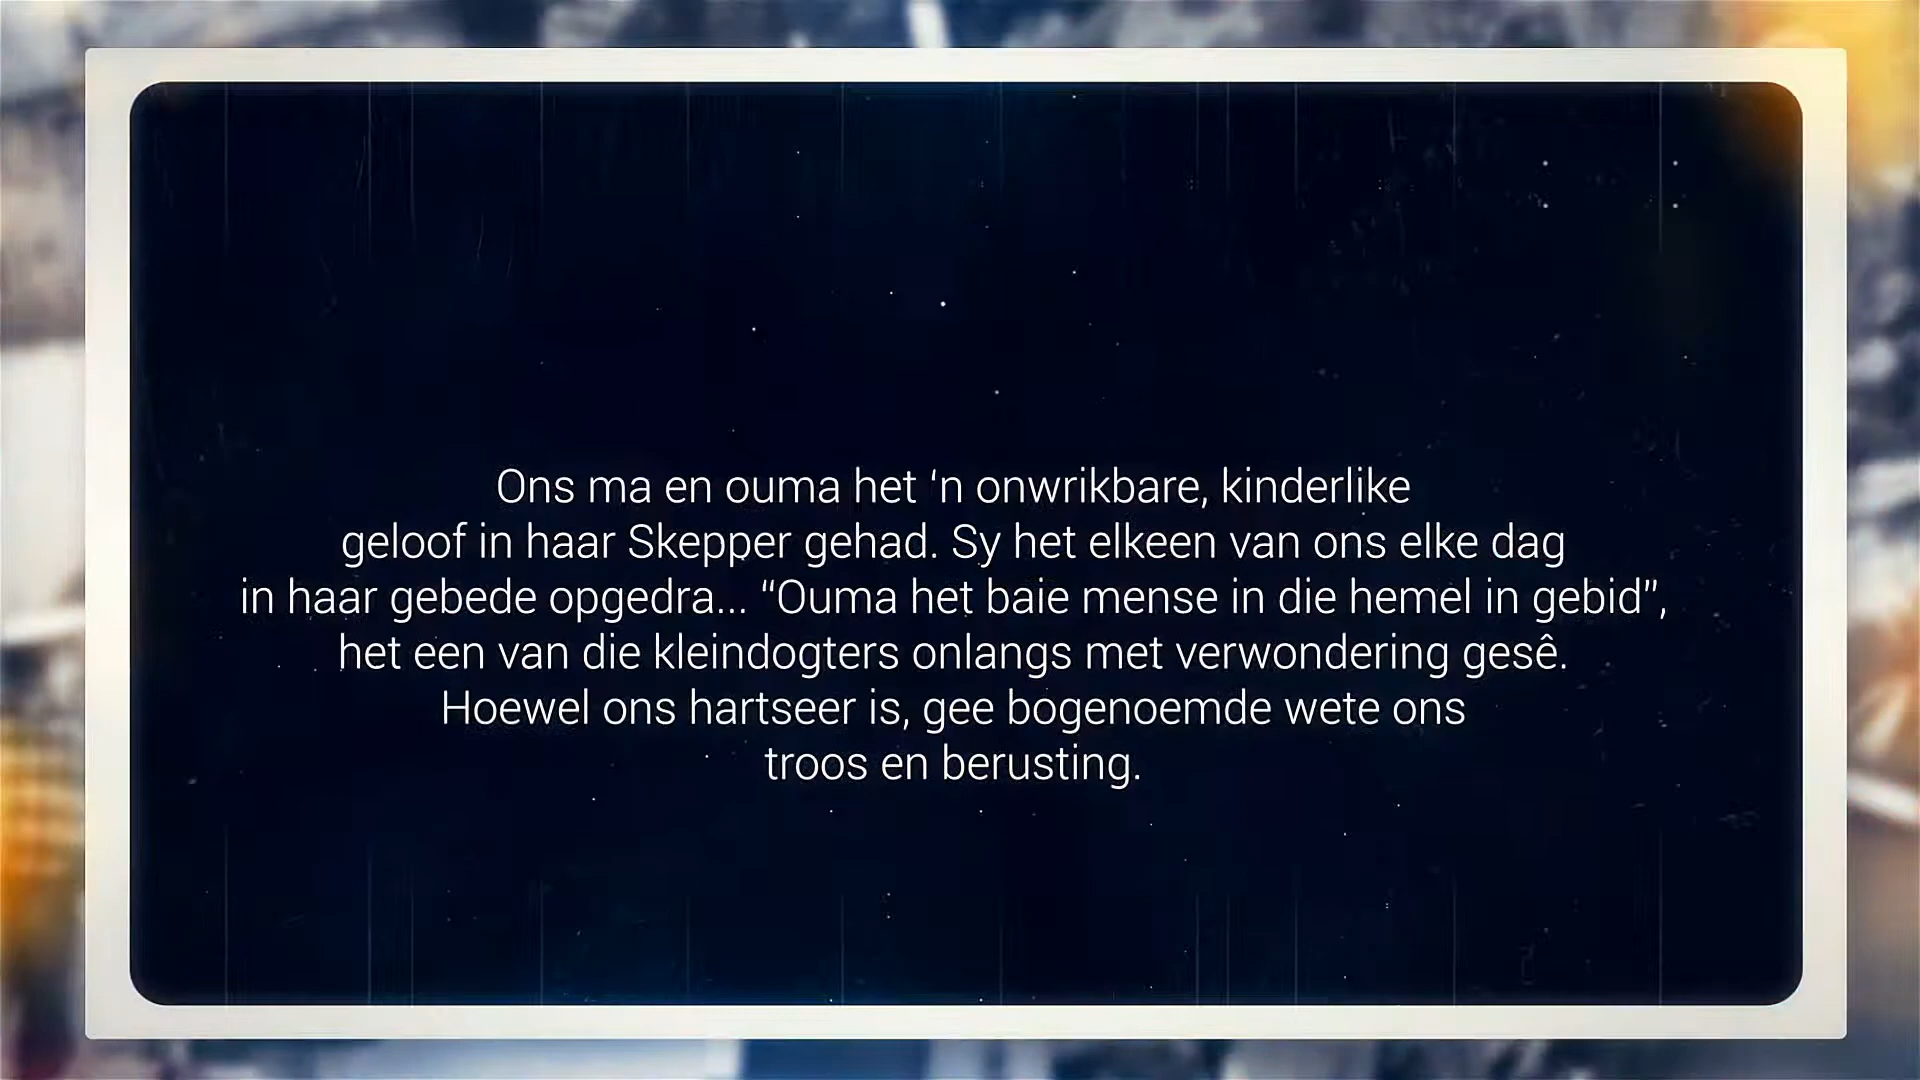 Ons ma en ouma het ‘n onwrikbare, kinderlike
geloof in haar Skepper gehad. Sy het elkeen van ons elke dag
in haar gebede opgedra... “Ouma het baie mense in die hemel in gebid”,
het een van die kleindogters onlangs met verwondering gesê.
Hoewel ons hartseer is, gee bogenoemde wete ons
troos en berusting.